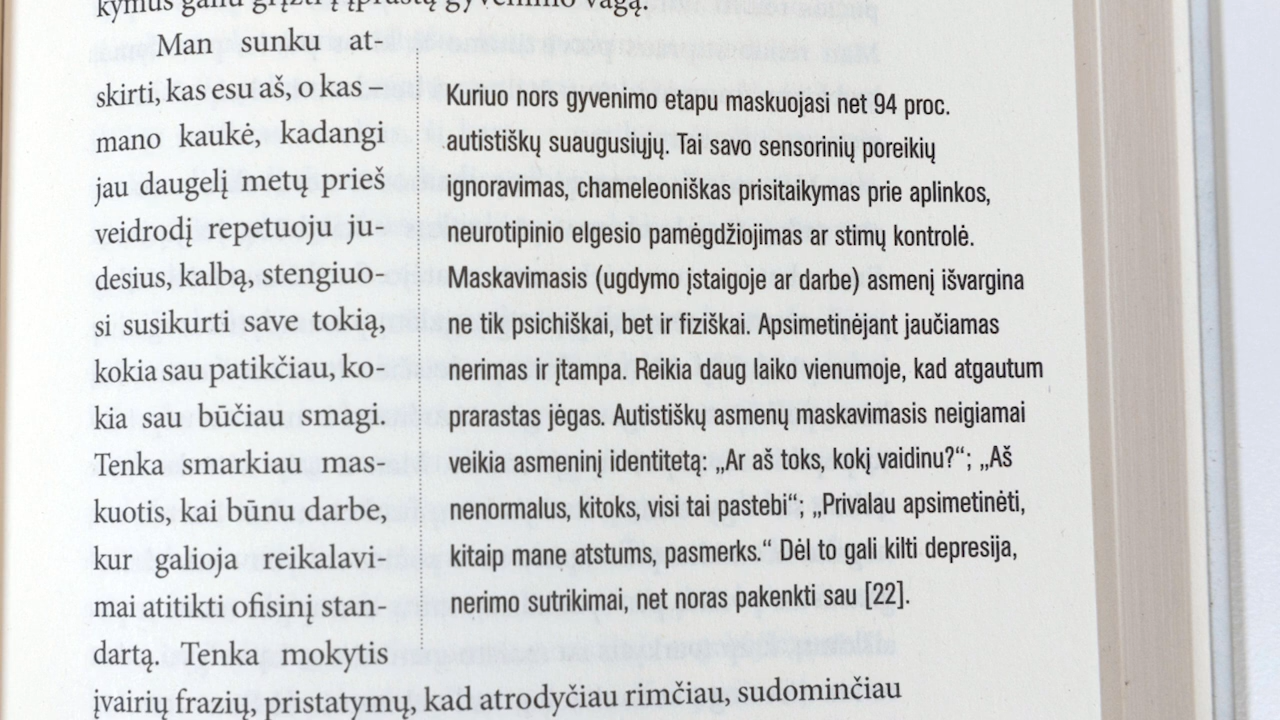 kymus galiu grįžti į įprastą gyvenimo vagą.
Man sunku at-
skirti, kas esu aš, o kas –
mano kaukė, kadangi
jau daugelį metų prieš
veidrodį repetuoju ju-
desius, kalbą, stengiuo-
si susikurti save tokią,
kokia sau patikčiau, ko-
kia sau būčiau smagi.
Tenka smarkiau mas-
kuotis, kai būnu darbe,
kur galioja reikalavi-
mai atitikti ofisinį stan-
dartą. Tenka mokytis
Kuriuo nors gyvenimo etapu maskuojasi net 94 proc.
autistiškų suaugusiųjų. Tai savo sensorinių poreikių
ignoravimas, chameleoniškas prisitaikymas prie aplinkos,
neurotipinio elgesio pamėgdžiojimas ar stimų kontrolė.
Maskavimasis (ugdymo įstaigoje ar darbe) asmenį išvargina
ne tik psichiškai, bet ir fiziškai. Apsimetinėjant jaučiamas
nerimas ir įtampa. Reikia daug laiko vienumoje, kad atgautum
prarastas jėgas. Autistiškų asmenų maskavimasis neigiamai
veikia asmeninį identitetą: „Ar aš toks, kokį vaidinu?“; „Aš
nenormalus, kitoks, visi tai pastebi“; „Privalau apsimetinėti,
kitaip mane atstums, pasmerks.“ Dėl to gali kilti depresija,
nerimo sutrikimai, net noras pakenkti sau [22].
įvairių frazių, pristatymų, kad atrodyčiau rimčiau, sudominčiau